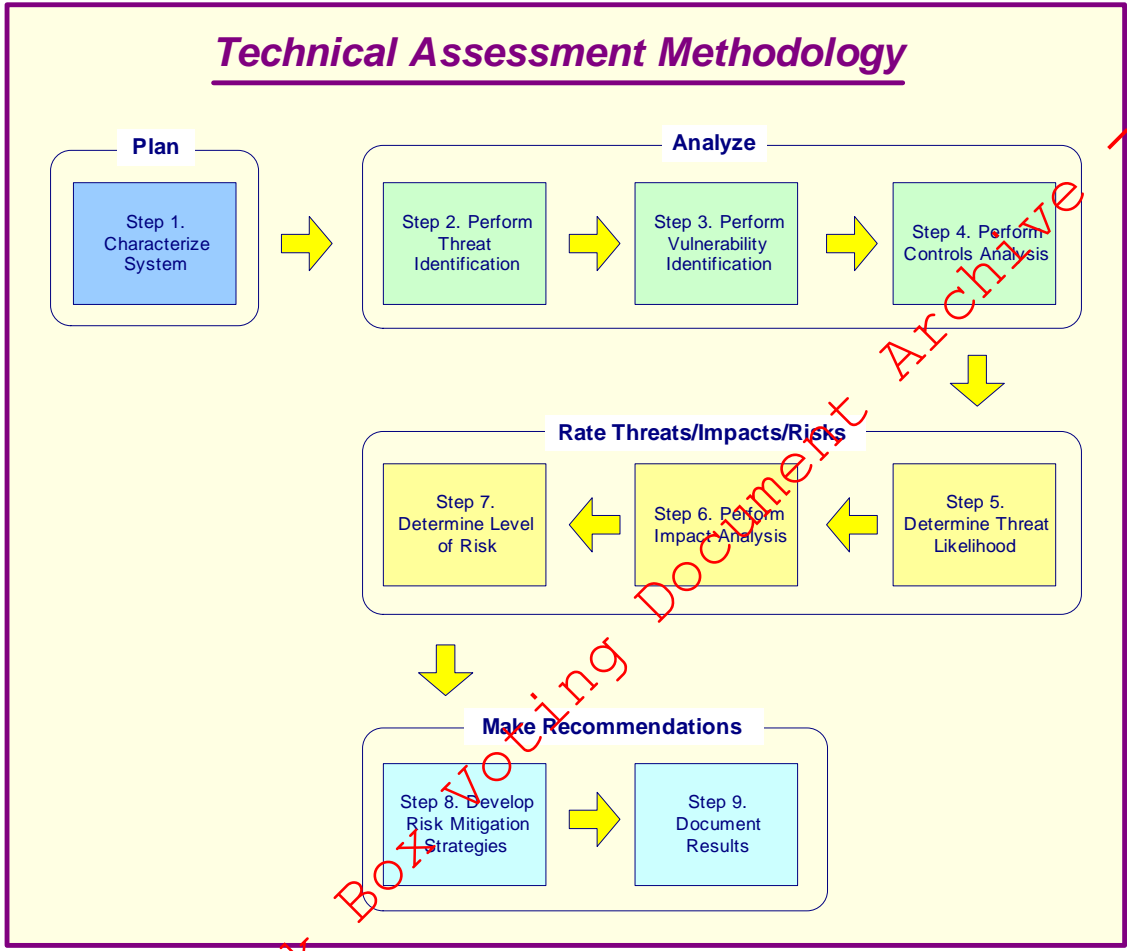 Technical Assessment Methodology
Plan
Step 1.
Characterize
System
Analyze
Step 2. Perform
Threat
Identification
Step 3. Perform
Vulnerability
Identification
Step 4. Perform
Controls Analysis
Rate Threats/Impacts/Risks
Step 7.
Determine Level
of Risk
Step 6. Perform
Impact Analysis
Step 5.
Determine Threat
Likelihood
Make Recommendations
Step 8. Develop
Risk Mitigation
Strategies
Step 9.
Document
Results
Box Voting Document Archive